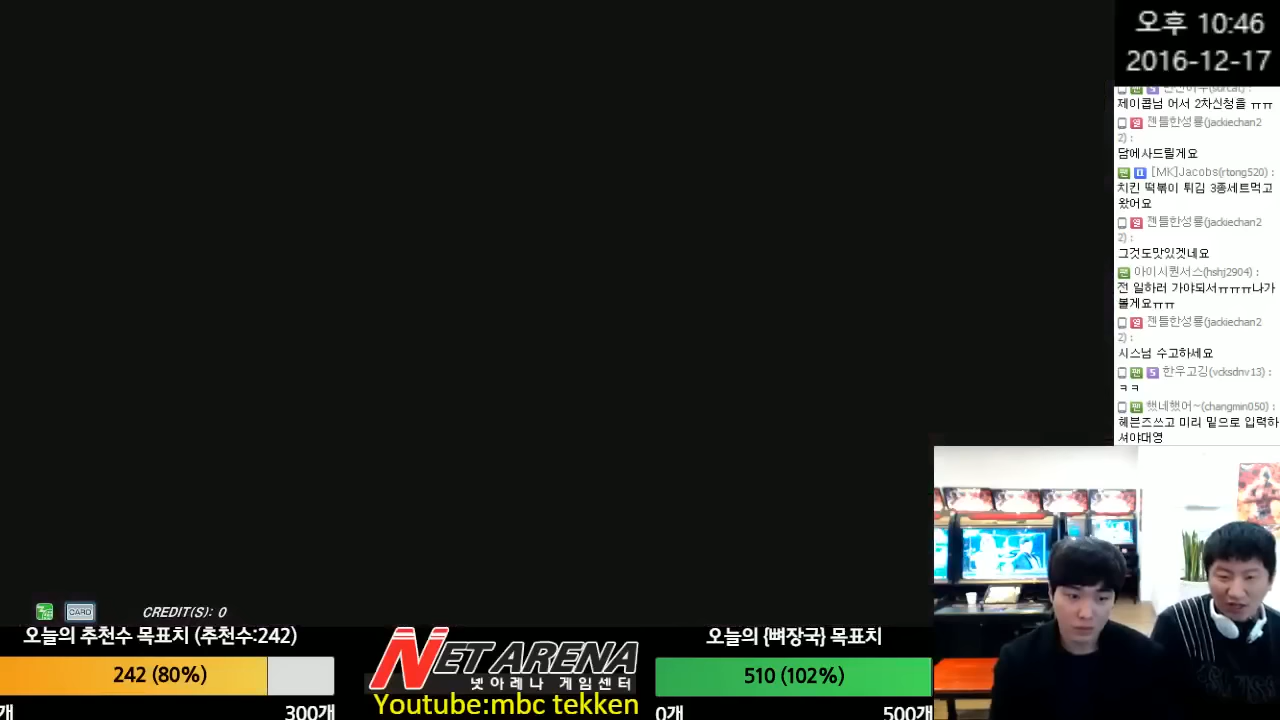 오후 10:46
2016-12-17
제이콥님 어서 2차신청을 ㅠㅠ
젠틀한성룡(jackiechan2
2) :
담에사드릴게요
[MK]Jacobs(rtong520) :
치킨 떡볶이 튀김 3종세트먹고
왔어요
젠틀한성룡(jackiechan2
2) :
그것도맛있겟네요
아이시퀀서스(hshj2904) :
전 일하러 가야되서ㅠㅠㅠ나가
볼게요ㅠㅠ
젠틀한성룡(jackiechan2
2) :
시스님 수고하세요
한우고깅(vcksdnv13) :
ㅋㅋ
했네했어~(changmin050) :
헤븐즈쓰고 미리 밑으로 입력하
셔야대영
CARD
CREDIT(S): 0
오늘의 추천수 목표치 (추천수:242)
242 (80%)
개
300개
NET ARENA
넷아레나 게임센터
Youtube:mbc tekken
오늘의 {뼈장국} 목표치
510 (102%)
0개
500개